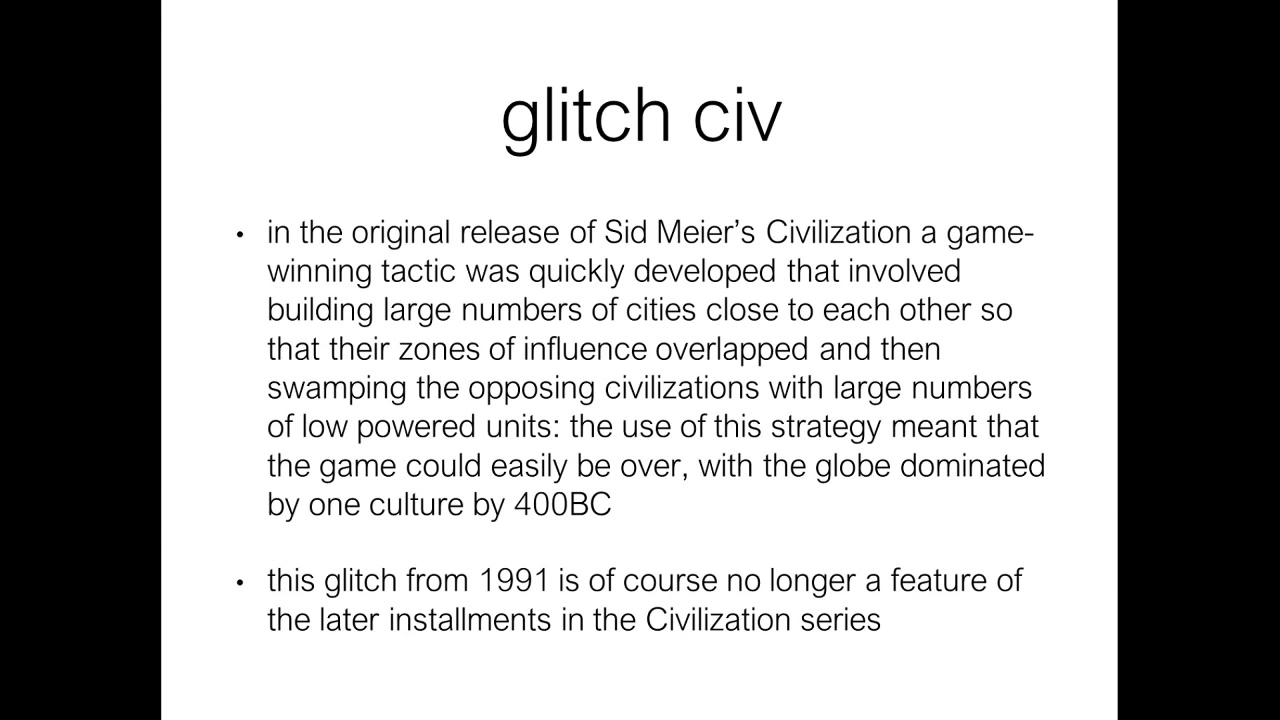 glitch civ
• in the original release of Sid Meier’s Civilization a game-
winning tactic was quickly developed that involved
building large numbers of cities close to each other so
that their zones of influence overlapped and then
swamping the opposing civilizations with large numbers
of low powered units: the use of this strategy meant that
the game could easily be over, with the globe dominated
by one culture by 400BC
• this glitch from 1991 is of course no longer a feature of
the later installments in the Civilization series